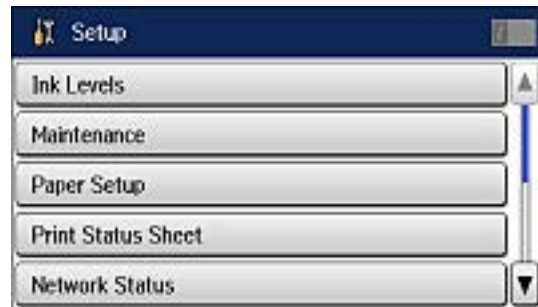 Setup
Ink Levels
Maintenance
Paper Setup
Print Status Sheet
Network Status